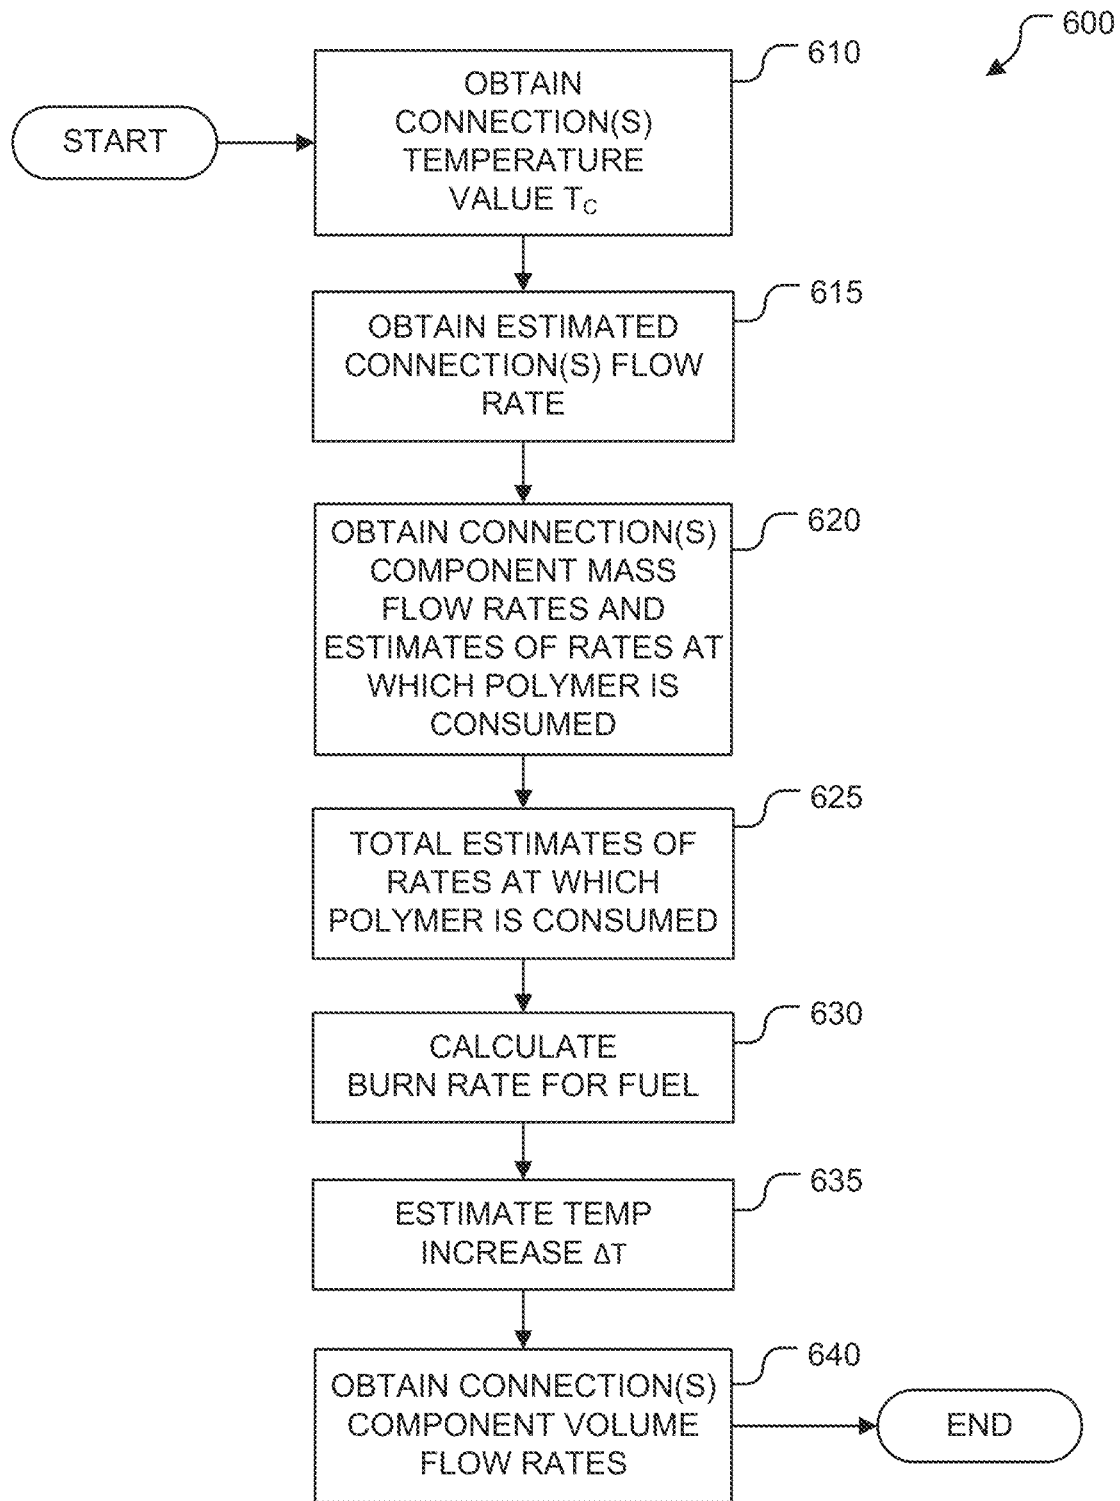 600
610
START
OBTAIN
CONNECTION(S)
TEMPERATURE
VALUE T_C
615
OBTAIN ESTIMATED
CONNECTION(S) FLOW
RATE
620
OBTAIN CONNECTION(S)
COMPONENT MASS
FLOW RATES AND
ESTIMATES OF RATES AT
WHICH POLYMER IS
CONSUMED
625
TOTAL ESTIMATES OF
RATES AT WHICH
POLYMER IS CONSUMED
630
CALCULATE
BURN RATE FOR FUEL
635
ESTIMATE TEMP
INCREASE ΔT
640
OBTAIN CONNECTION(S)
COMPONENT VOLUME
FLOW RATES
END